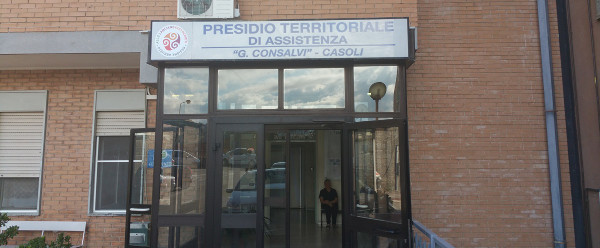 PRESIDIO TERRITORIALE
DI ASSISTENZA
"G. CONSALVI" - CASOLI